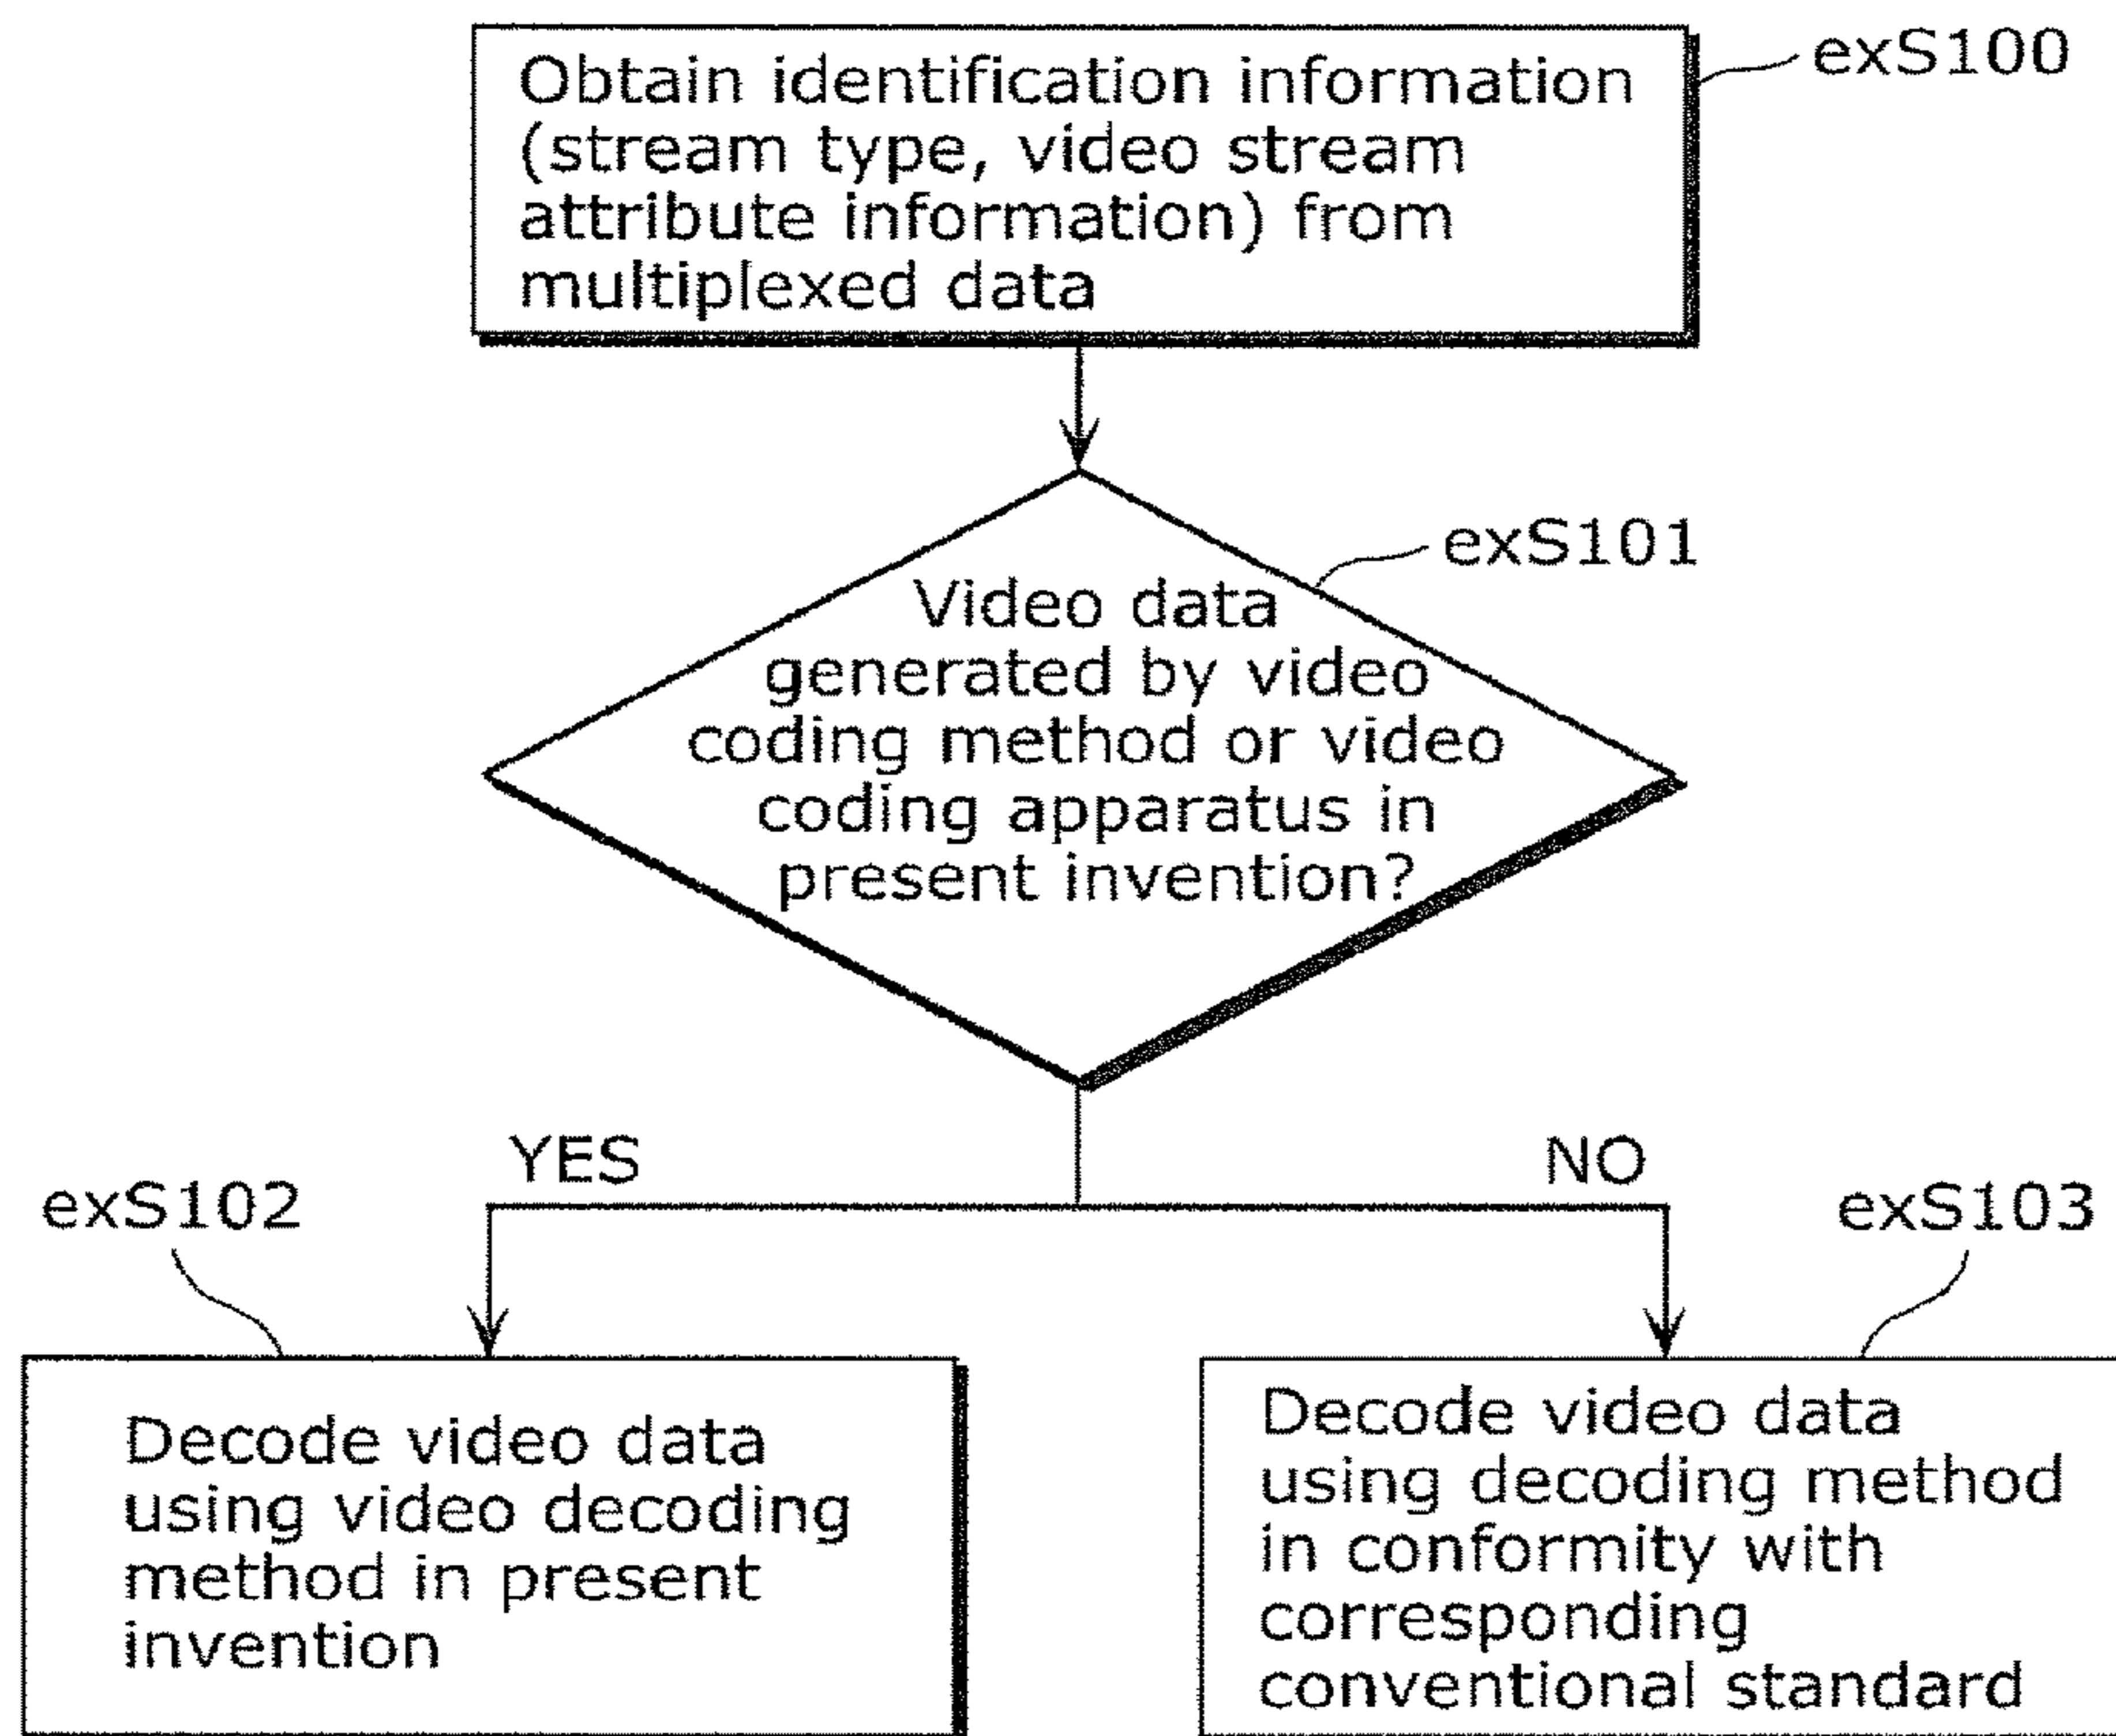 Obtain identification information
(stream type, video stream
attribute information) from
multiplexed data
exS100
exS101
Video data
generated by video
coding method or video
coding apparatus in
present invention?
YES
NO
exS102
exS103
Decode video data
using video decoding
method in present
invention
Decode video data
using decoding method
in conformity with
corresponding
conventional standard